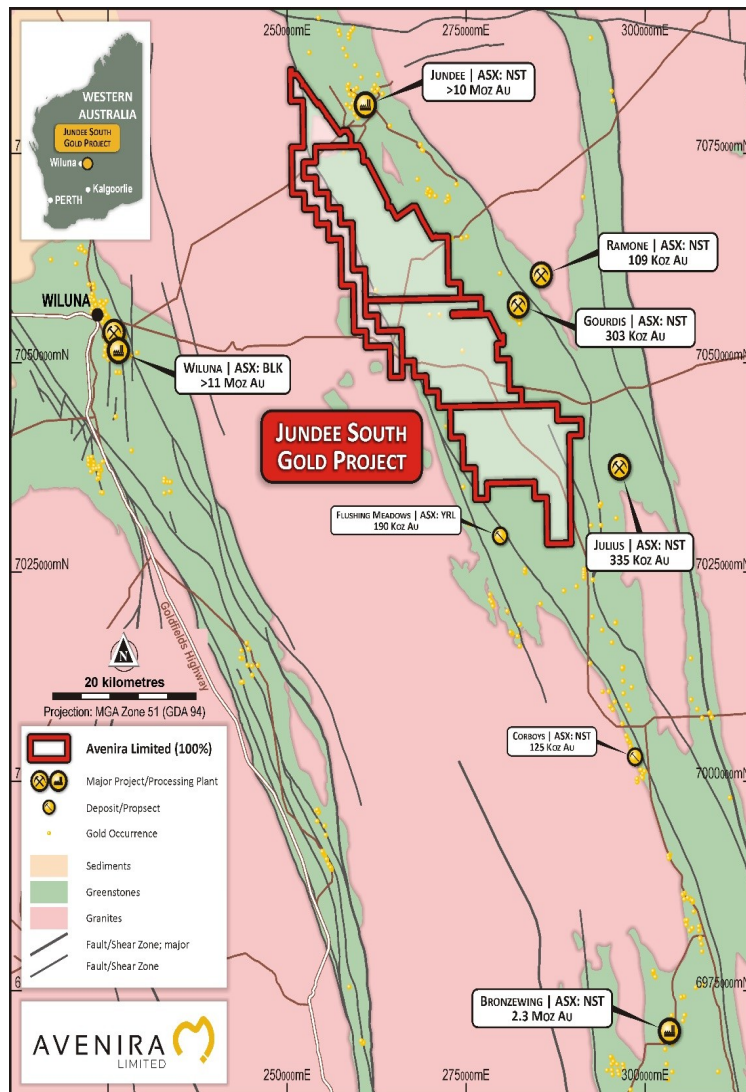 250000mE
275000mE
300000mE
WESTERN
AUSTRALIA
JUNDEE SOUTH
GOLD PROJECT
Wiluna
Kalgoorlie
PERTH
JUNDEE | ASX: NST
>10 MOZ AU
7075000mN
RAMONE | ASX: NST
109 KOZ AU
WILUNA
GOURDIS | ASX: NST
303 KOZ AU
7050000mN
WILUNA | ASX: BLK
>11 MOZ AU
JUNDEE SOUTH
GOLD PROJECT
FLUSHING MEADOWS | ASX: YRL
190 KOZ AU
JULIUS | ASX: NST
335 KOZ AU
7025000mN
7025000mN
Goldfields Highway
N
20 kilometres
Projection: MGA Zone 51 (GDA 94)
Avenira Limited (100%)
Major Project/Processing Plant
Deposit/Propsect
Gold Occurrence
Sediments
Greenstones
Granites
Fault/Shear Zone; major
Fault/Shear Zone
CORBOYS | ASX: NST
125 KOZ AU
7000000mN
6975000mN
BRONZEWING | ASX: NST
2.3 MOZ AU
AVENIRA
LIMITED
250000mE
275000mE
300000mE